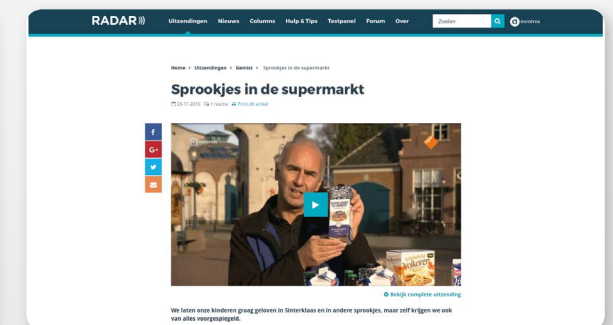 RADAR
Uitzendingen Nieuws Columns Hulp & Tips Testpanel Forum Over Zoeken avrotros
Home › Uitzendingen › Gemist › Sprookjes in de supermarkt
Sprookjes in de supermarkt
28-11-2015 1 reactie Print dit artikel
f
G+
Volkoren
Bekijk complete uitzending
We laten onze kinderen graag geloven in Sinterklaas en in andere sprookjes, maar zelf krijgen we ook
van alles voorgespiegeld.